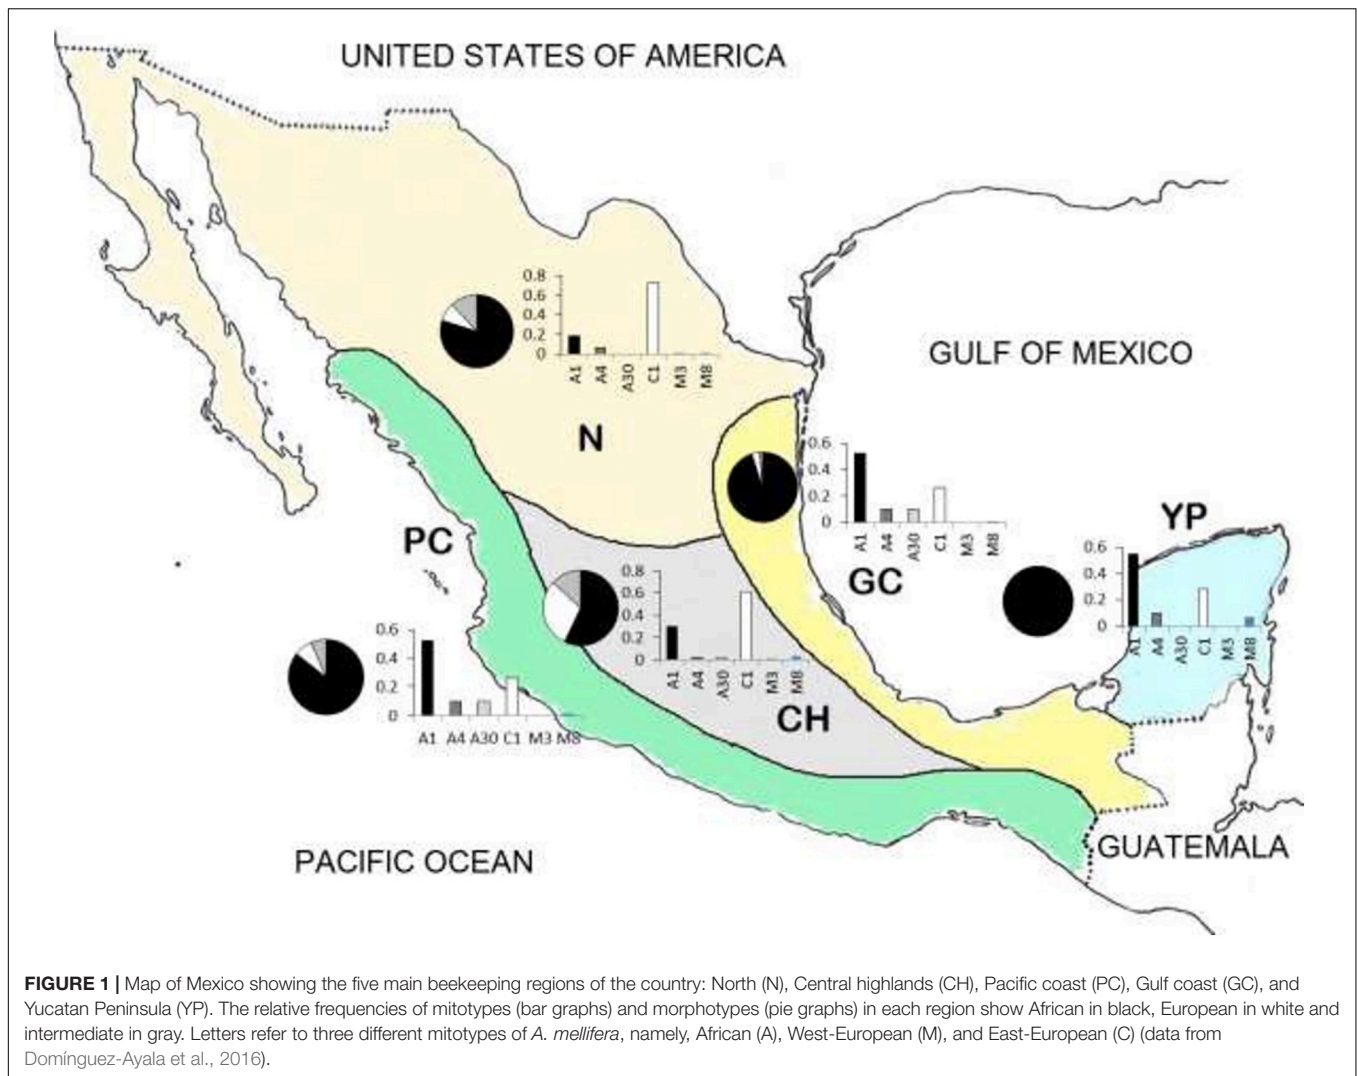 UNITED STATES OF AMERICA
0.8
0.6
0.4
0.2
0
A1 A4 A30 C1 M3 M8
GULF OF MEXICO
N
0.6
0.4
0.2
0
A1 A4 A30 C1 M3 M8
GC
YP
0.6
0.4
0.2
0
A1 A4 A30 C1 M3 M8
PC
0.8
0.6
0.4
0.2
0
A1 A4 A30 C1 M3 M8
CH
0.6
0.4
0.2
0
A1 A4 A30 C1 M3 M8
PACIFIC OCEAN
GUATEMALA
FIGURE 1 | Map of Mexico showing the five main beekeeping regions of the country: North (N), Central highlands (CH), Pacific coast (PC), Gulf coast (GC), and
Yucatan Peninsula (YP). The relative frequencies of mitotypes (bar graphs) and morphotypes (pie graphs) in each region show African in black, European in white and
intermediate in gray. Letters refer to three different mitotypes of A. mellifera, namely, African (A), West-European (M), and East-European (C) (data from
Domínguez-Ayala et al., 2016).